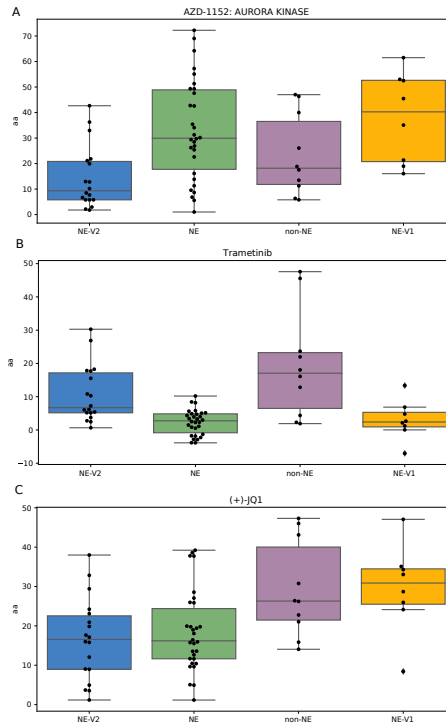 A
AZD-1152: AURORA KINASE
70
60
50
40
30
20
10
0
aa
NE-V2 NE non-NE NE-V1
B
Trametinib
50
40
30
20
10
0
−10
aa
NE-V2 NE non-NE NE-V1
C
(+)-JQ1
50
40
30
20
10
0
aa
NE-V2 NE non-NE NE-V1